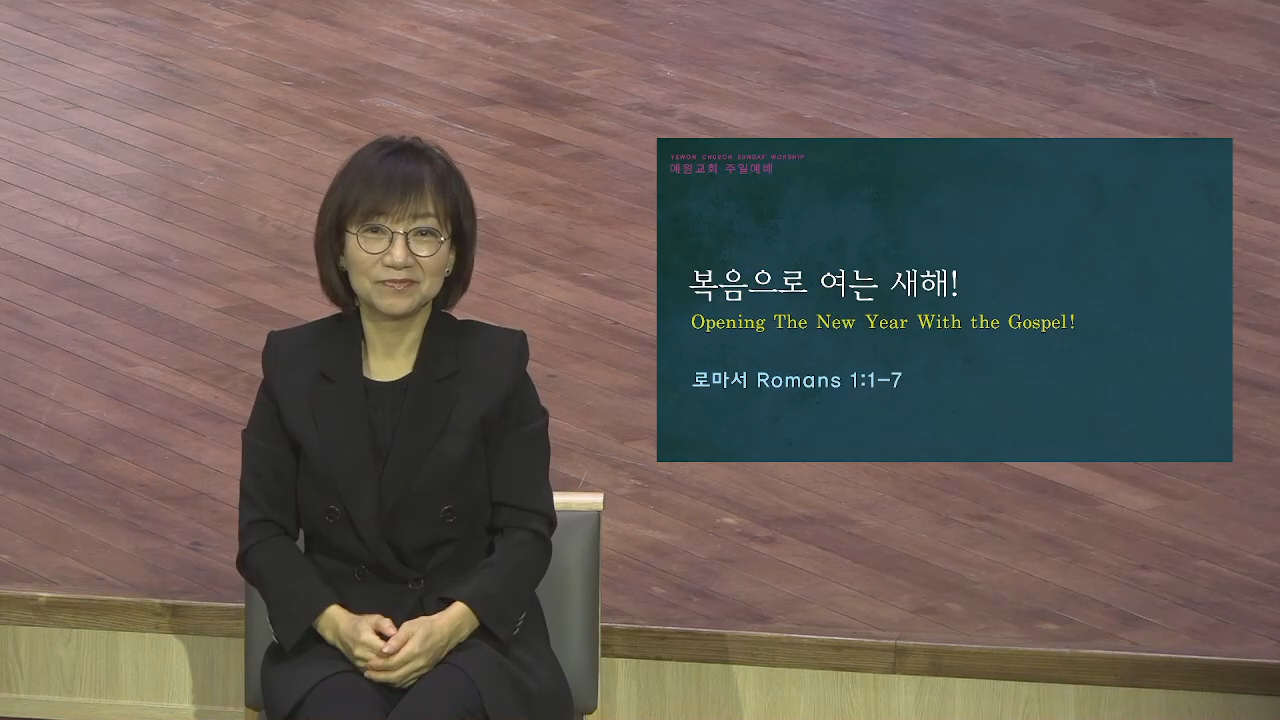 YEWON CHURCH SUNDAY WORSHIP
예원교회 주일예배
복음으로 여는 새해!
Opening The New Year With the Gospel!
로마서 Romans 1:1-7